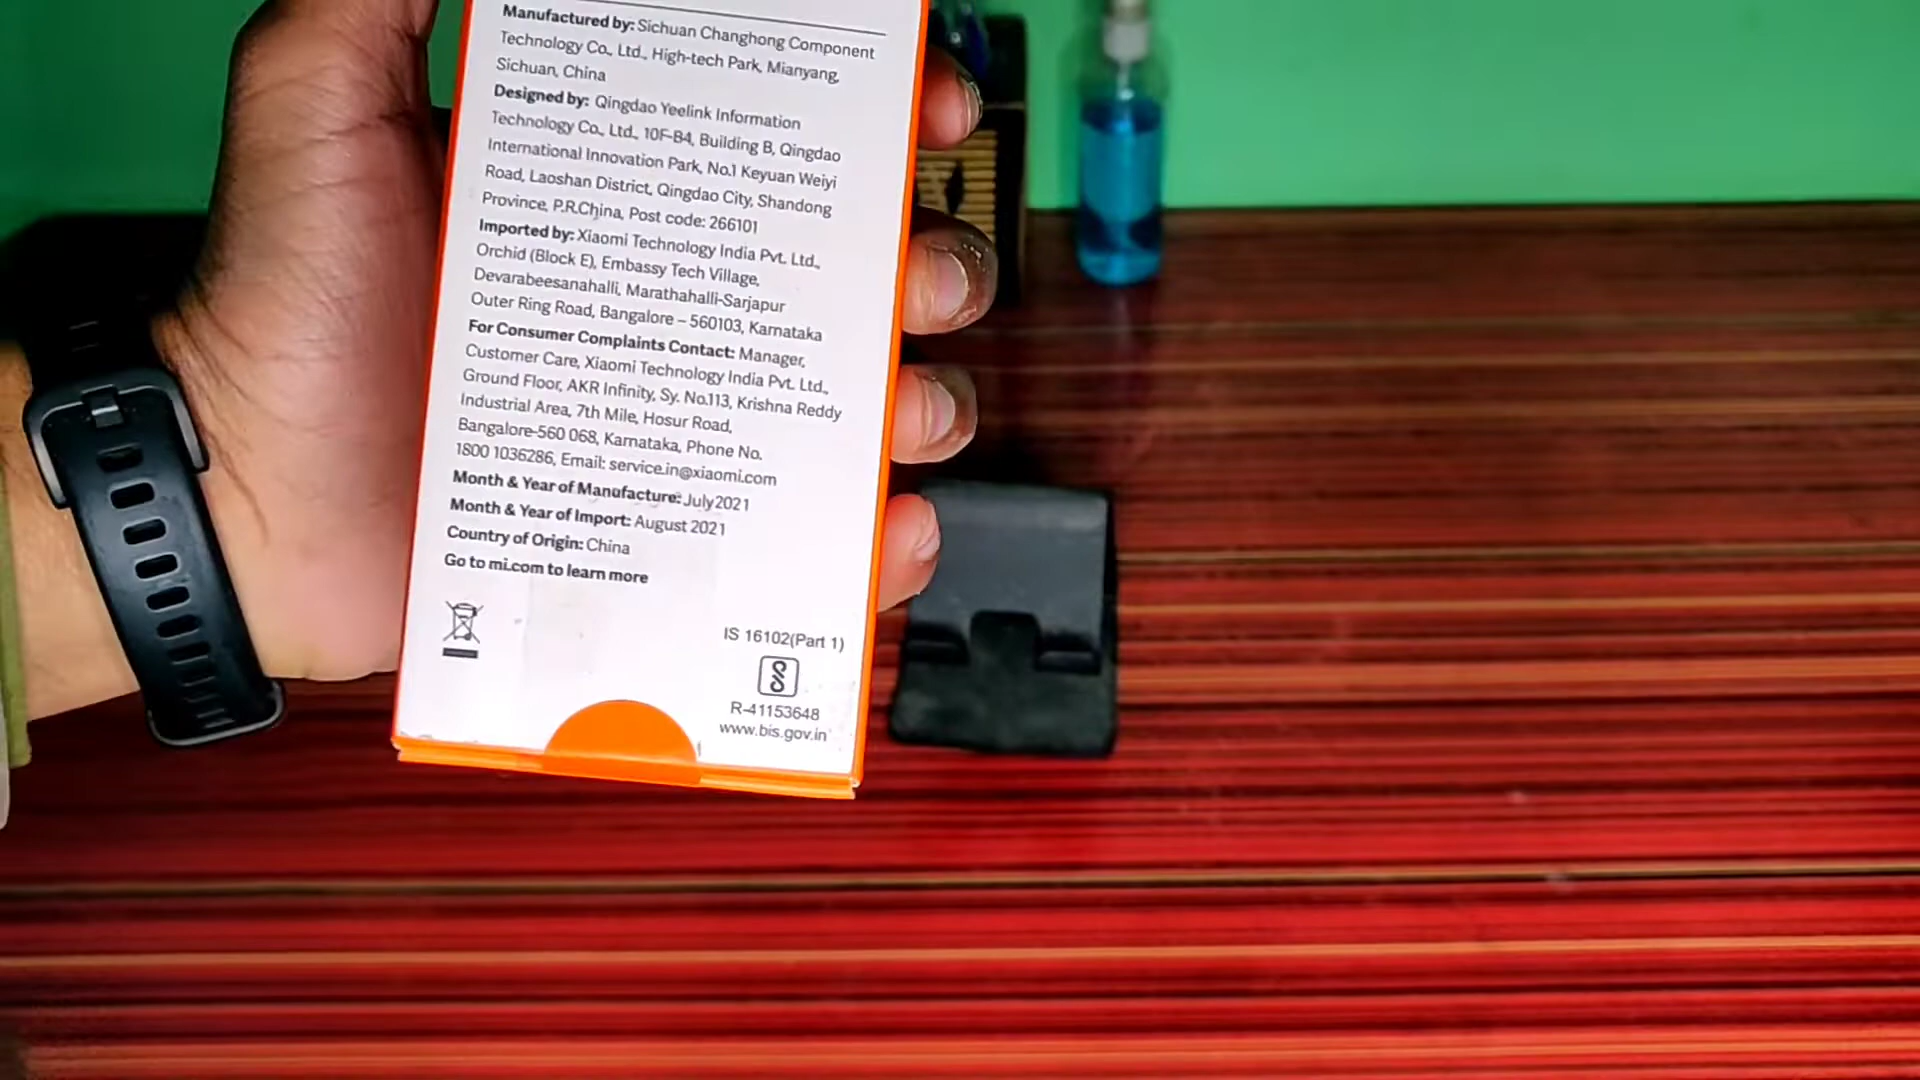 Manufactured by: Sichuan Changhong Component
Technology Co., Ltd., High-tech Park, Mianyang,
Sichuan, China
Designed by: Qingdao Yeelink Information
Technology Co., Ltd., 10F-B4, Building B, Qingdao
International Innovation Park, No.1 Keyuan Weiyi
Road, Laoshan District, Qingdao City, Shandong
Province, P.R.China, Post code: 266101
Imported by: Xiaomi Technology India Pvt. Ltd.,
Orchid (Block E), Embassy Tech Village,
Devarabeesanahalli, Marathahalli-Sarjapur
Outer Ring Road, Bangalore – 560103, Karnataka
For Consumer Complaints Contact: Manager,
Customer Care, Xiaomi Technology India Pvt. Ltd.,
Ground Floor, AKR Infinity, Sy. No.113, Krishna Reddy
Industrial Area, 7th Mile, Hosur Road,
Bangalore-560 068, Karnataka, Phone No.
1800 1036286, Email: service.in@xiaomi.com
Month & Year of Manufacture: July2021
Month & Year of Import: August 2021
Country of Origin: China
Go to mi.com to learn more
IS 16102(Part 1)
R-41153648
www.bis.gov.in